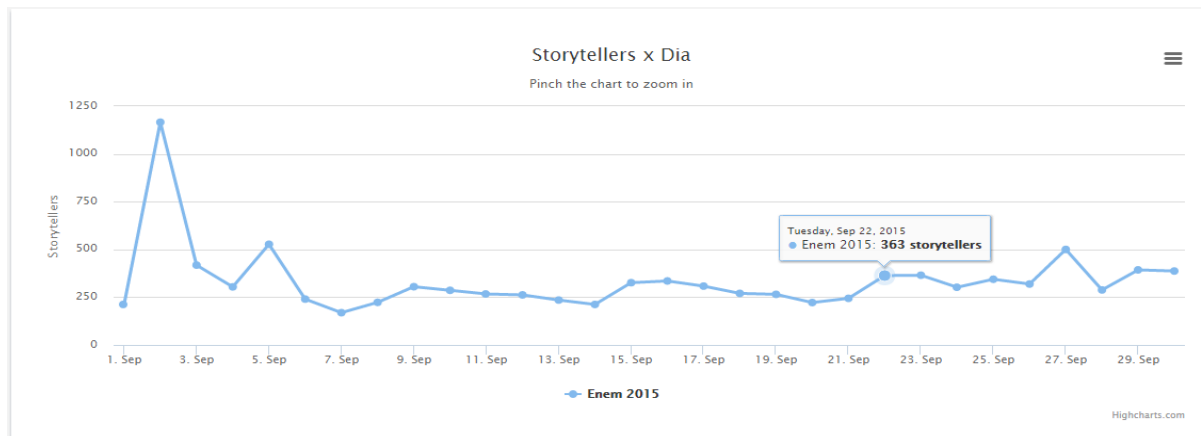 Storytellers x Dia
Pinch the chart to zoom in
1250
1000
750
500
250
0
Storytellers
Tuesday, Sep 22, 2015
Enem 2015: 363 storytellers
1. Sep 3. Sep 5. Sep 7. Sep 9. Sep 11. Sep 13. Sep 15. Sep 17. Sep 19. Sep 21. Sep 23. Sep 25. Sep 27. Sep 29. Sep
Enem 2015
Highcharts.com